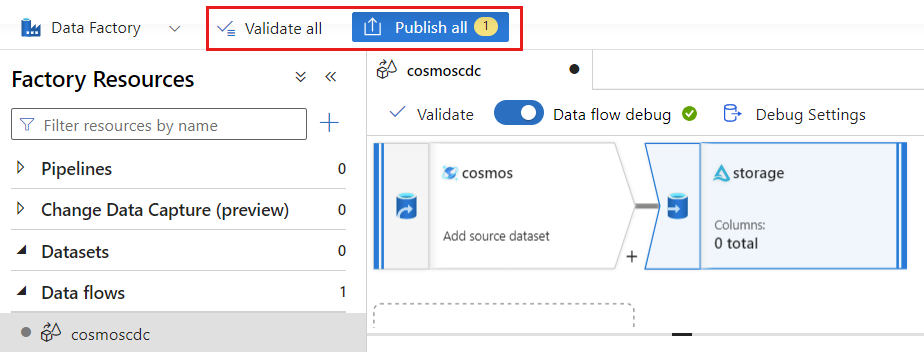 Data Factory
Validate all
Publish all 1
Factory Resources
Filter resources by name
Pipelines 0
Change Data Capture (preview) 0
Datasets 0
Data flows 1
cosmoscdc
cosmoscdc
Validate
Data flow debug
Debug Settings
cosmos
Add source dataset
+
storage
Columns:
0 total